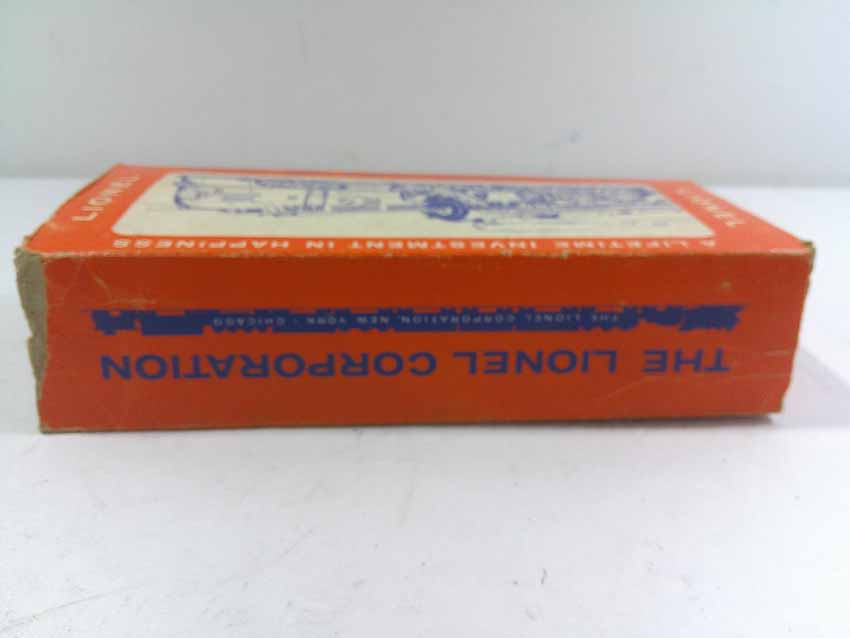 LIONEL
LIONEL
A LIFETIME INVESTMENT IN HAPPINESS
THE LIONEL CORPORATION, NEW YORK · CHICAGO
THE LIONEL CORPORATION